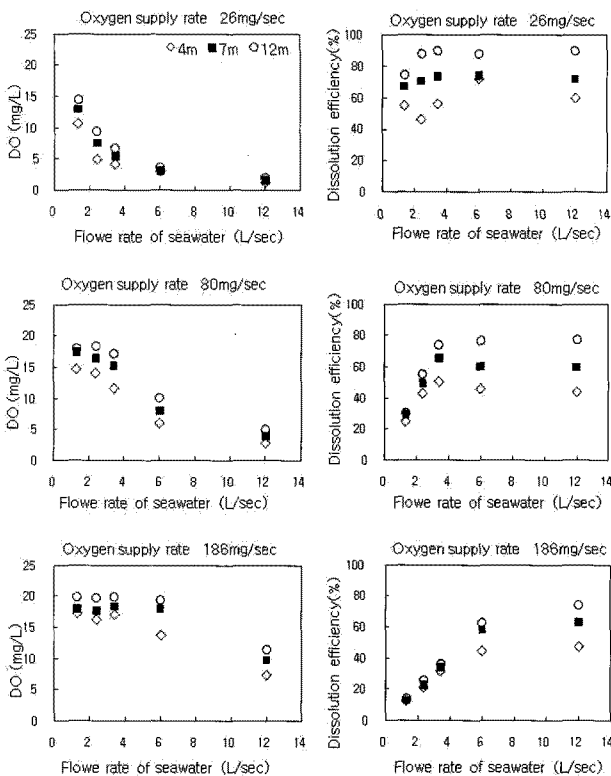 Oxygen supply rate 26mg/sec
25
20
15
10
5
0
DO (mg/L)
◇4m ■7m ○12m
0 2 4 6 8 10 12 14
Flowe rate of seawater (L/sec)
Oxygen supply rate 26mg/sec
100
80
60
40
20
0
Dissolution efficiency(%)
0 2 4 6 8 10 12 14
Flowe rate of seawater (L/sec)
Oxygen supply rate 80mg/sec
25
20
15
10
5
0
DO (mg/L)
0 2 4 6 8 10 12 14
Flowe rate of seawater (L/sec)
Oxygen supply rate 80mg/sec
100
80
60
40
20
0
Dissolution efficiency(%)
0 2 4 6 8 10 12 14
Flowe rate of seawater (L/sec)
Oxygen supply rate 186mg/sec
25
20
15
10
5
0
DO (mg/L)
0 2 4 6 8 10 12 14
Flowe rate of seawater (L/sec)
Oxygen supply rate 186mg/sec
100
80
60
40
20
0
Dissolution efficiency(%)
0 2 4 6 8 10 12 14
Flowe rate of seawater (L/sec)